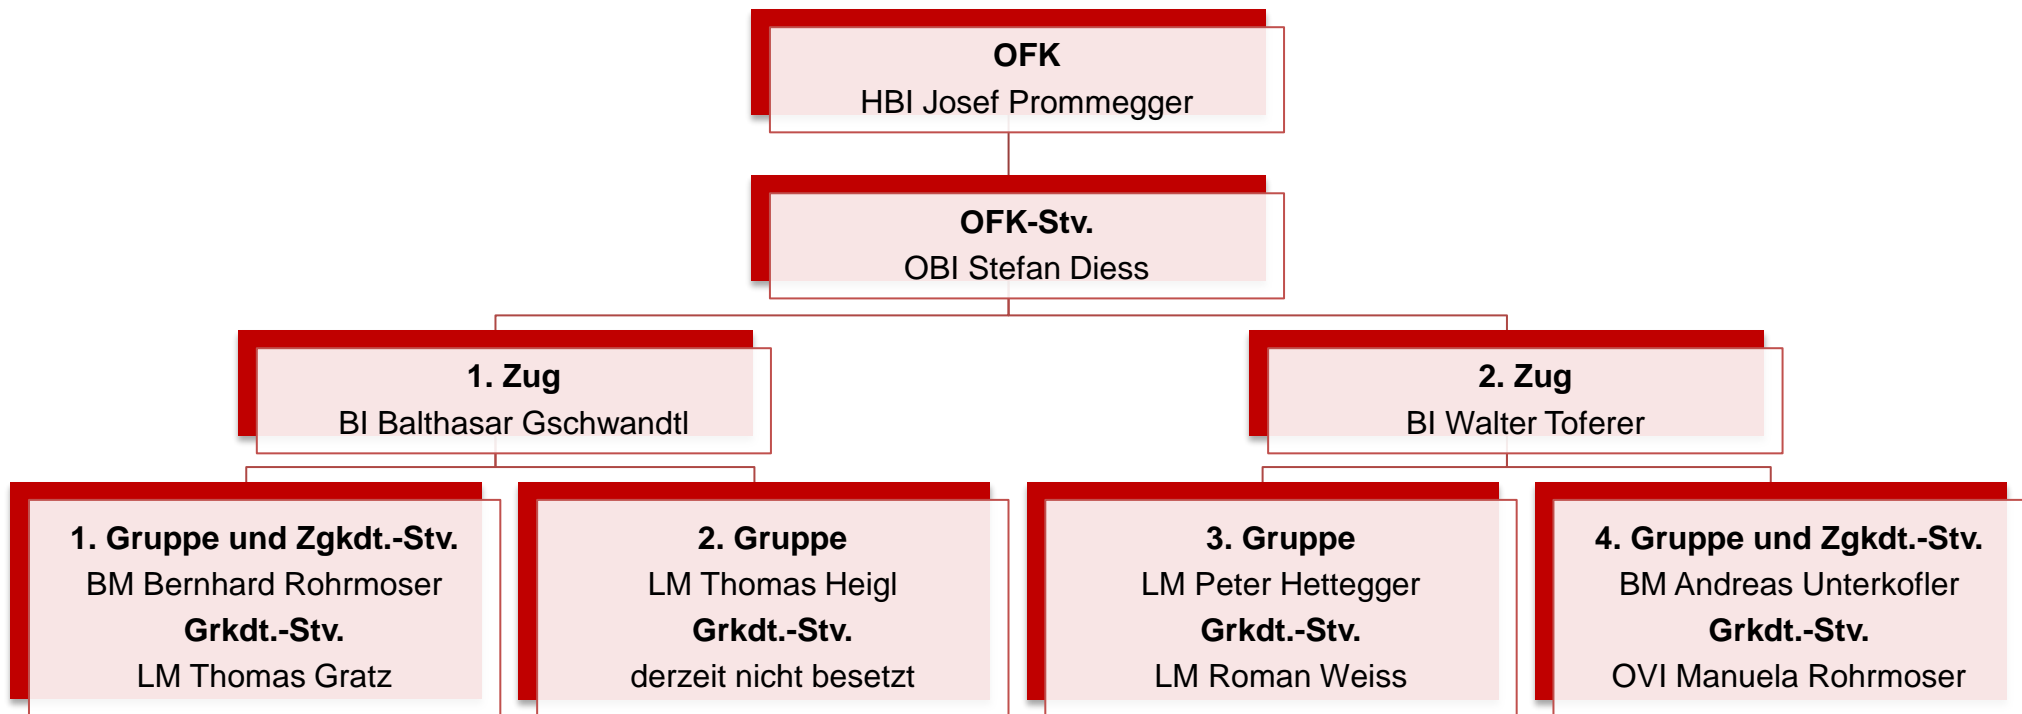 OFK
HBI Josef Prommegger
OFK-Stv.
OBI Stefan Diess
1. Zug
BI Balthasar Gschwandtl
2. Zug
BI Walter Toferer
1. Gruppe und Zgkdt.-Stv.
BM Bernhard Rohrmoser
Grkdt.-Stv.
LM Thomas Gratz
2. Gruppe
LM Thomas Heigl
Grkdt.-Stv.
derzeit nicht besetzt
3. Gruppe
LM Peter Hettegger
Grkdt.-Stv.
LM Roman Weiss
4. Gruppe und Zgkdt.-Stv.
BM Andreas Unterkofler
Grkdt.-Stv.
OVI Manuela Rohrmoser